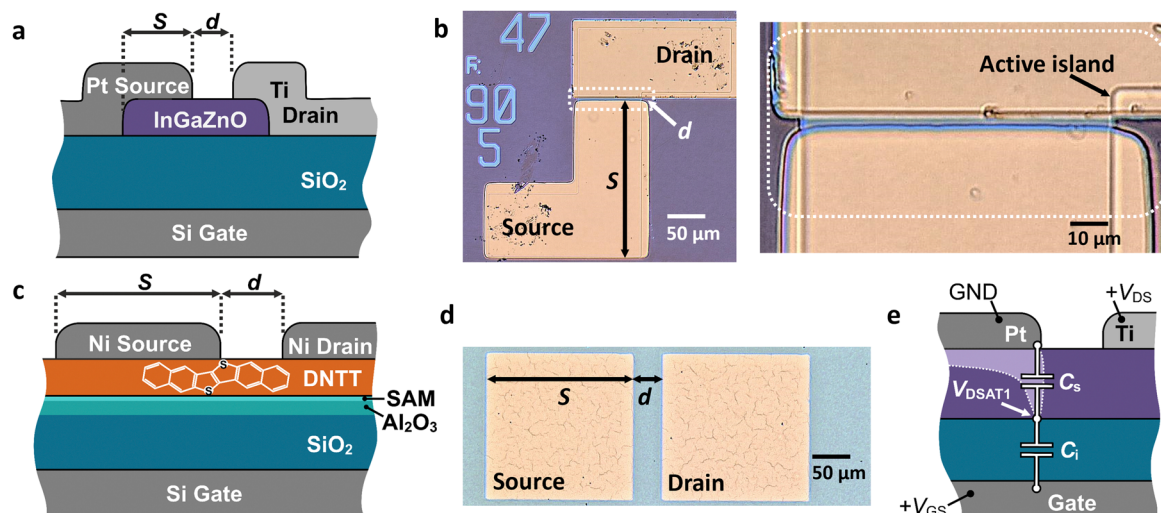 a
S
d
Pt Source
Ti
Drain
InGaZnO
SiO₂
Si Gate
b
47
R:
90
5
Drain
d
S
Source
50 μm
Active island
10 μm
c
S
d
Ni Source
Ni Drain
DNTT
S
S
SAM
Al₂O₃
SiO₂
Si Gate
d
S
d
Source
Drain
50 μm
e
GND
+V_DS
Pt
Ti
V_DSAT1
C_s
C_i
+V_GS
Gate